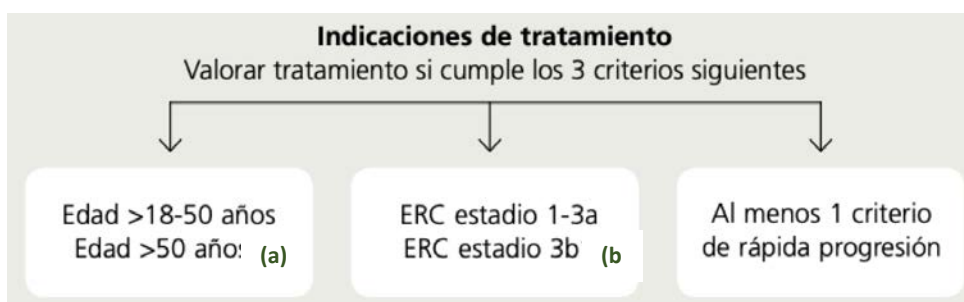 Indicaciones de tratamiento
Valorar tratamiento si cumple los 3 criterios siguientes
Edad >18-50 años
Edad >50 años (a)
ERC estadio 1-3a
ERC estadio 3b (b
Al menos 1 criterio
de rápida progresión